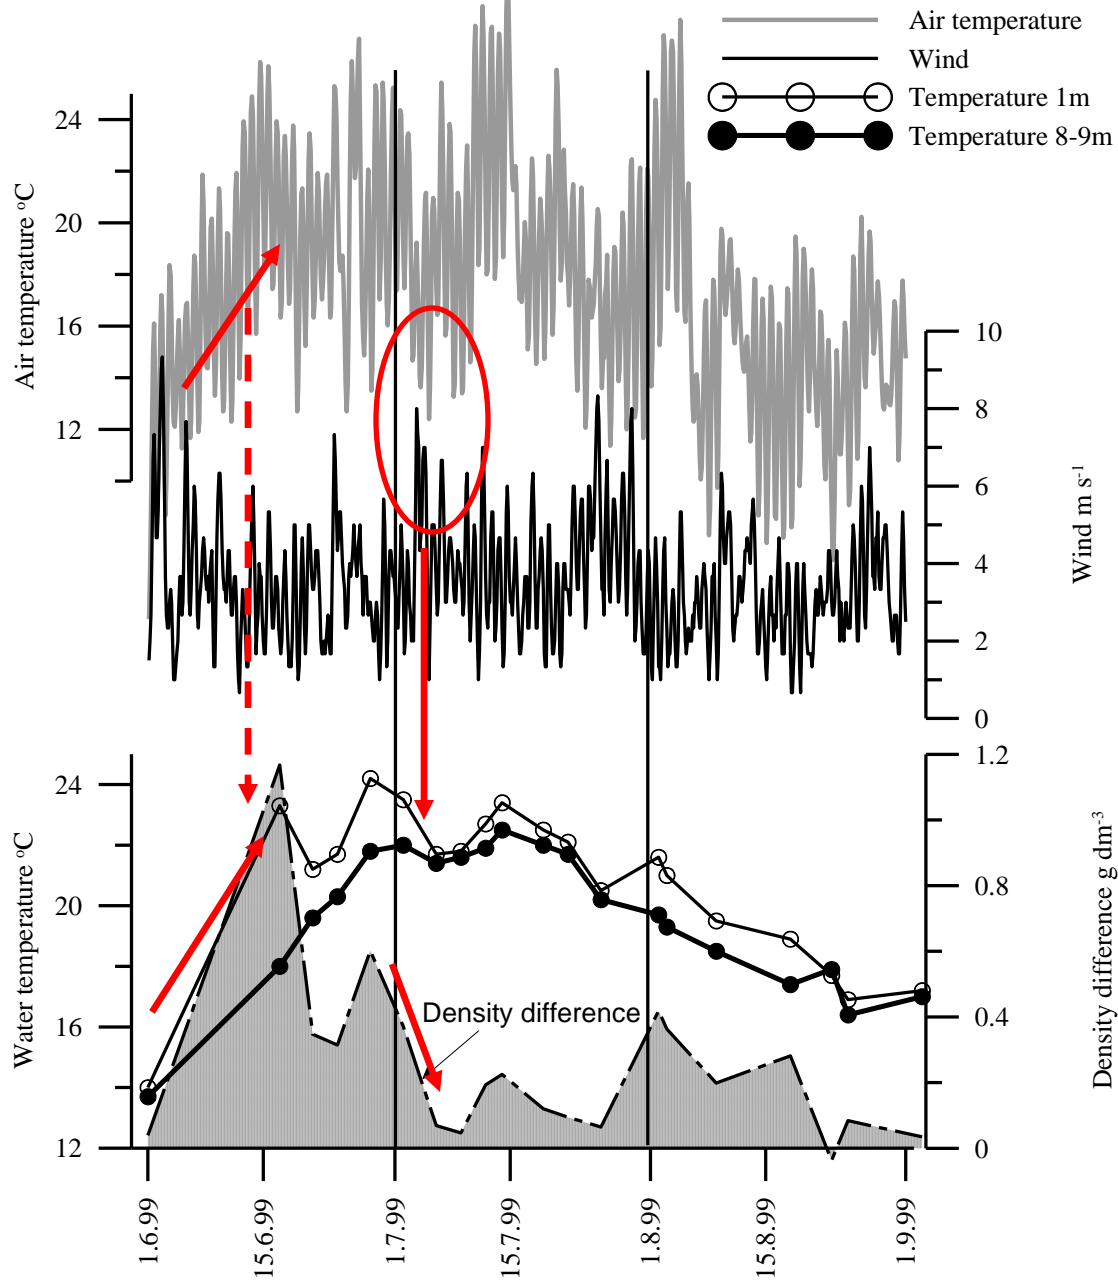 Air temperature
Wind
Temperature 1m
Temperature 8-9m
24
20
16
12
Air temperature °C
10
8
6
4
2
0
Wind m s-1
24
20
16
12
Water temperature °C
1.2
0.8
0.4
0
Density difference g dm-3
Density difference
1.6.99
15.6.99
1.7.99
15.7.99
1.8.99
15.8.99
1.9.99